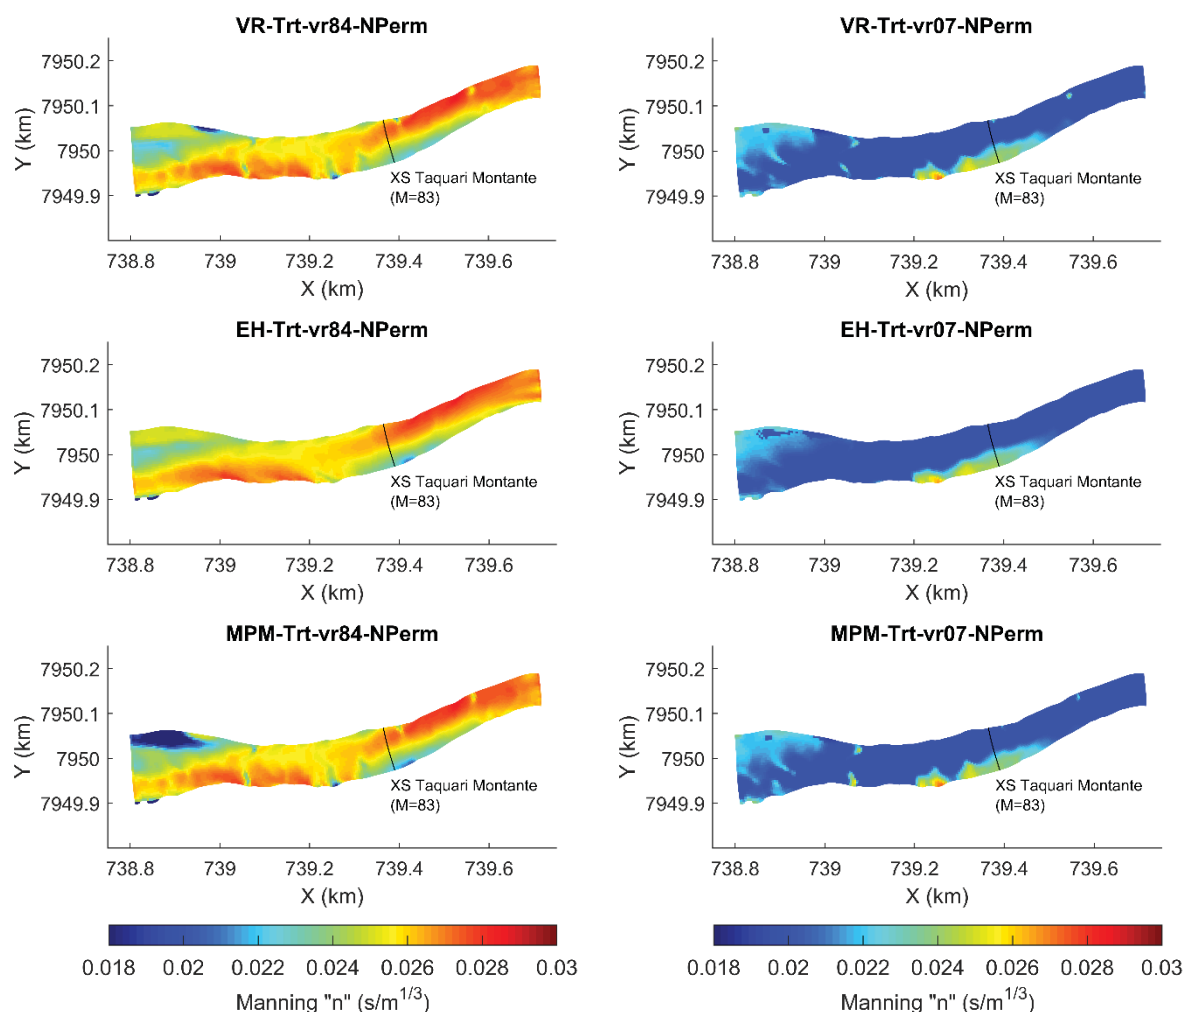 VR-Trt-vr84-NPerm
7950.2
7950.1
7950
7949.9
Y (km)
XS Taquari Montante
(M=83)
738.8 739 739.2 739.4 739.6
X (km)
VR-Trt-vr07-NPerm
7950.2
7950.1
7950
7949.9
Y (km)
XS Taquari Montante
(M=83)
738.8 739 739.2 739.4 739.6
X (km)
EH-Trt-vr84-NPerm
7950.2
7950.1
7950
7949.9
Y (km)
XS Taquari Montante
(M=83)
738.8 739 739.2 739.4 739.6
X (km)
EH-Trt-vr07-NPerm
7950.2
7950.1
7950
7949.9
Y (km)
XS Taquari Montante
(M=83)
738.8 739 739.2 739.4 739.6
X (km)
MPM-Trt-vr84-NPerm
7950.2
7950.1
7950
7949.9
Y (km)
XS Taquari Montante
(M=83)
738.8 739 739.2 739.4 739.6
X (km)
MPM-Trt-vr07-NPerm
7950.2
7950.1
7950
7949.9
Y (km)
XS Taquari Montante
(M=83)
738.8 739 739.2 739.4 739.6
X (km)
0.018 0.02 0.022 0.024 0.026 0.028 0.03
Manning "n" (s/m^1/3)
0.018 0.02 0.022 0.024 0.026 0.028 0.03
Manning "n" (s/m^1/3)